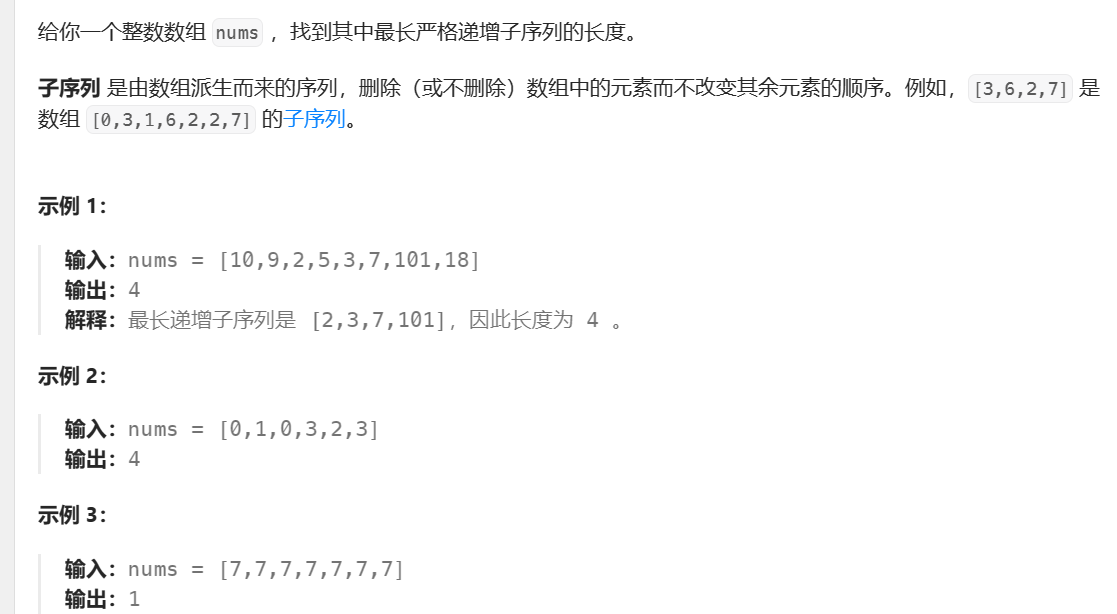 给你一个整数数组 nums ，找到其中最长严格递增子序列的长度。
子序列 是由数组派生而来的序列，删除（或不删除）数组中的元素而不改变其余元素的顺序。例如，[3,6,2,7] 是
数组 [0,3,1,6,2,2,7] 的子序列。
示例 1：
输入：nums = [10,9,2,5,3,7,101,18]
输出：4
解释：最长递增子序列是 [2,3,7,101]，因此长度为 4 。
示例 2：
输入：nums = [0,1,0,3,2,3]
输出：4
示例 3：
输入：nums = [7,7,7,7,7,7,7]
输出：1